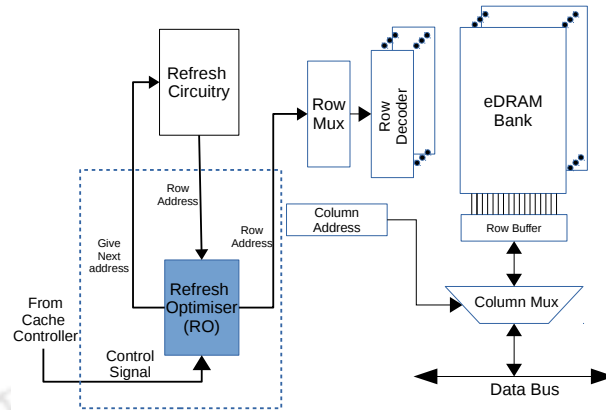 Refresh
Circuitry
Row
Mux
Row
Decoder
eDRAM
Bank
Row
Address
Row
Address
Column
Address
Row Buffer
Give
Next
address
Refresh
Optimiser
(RO)
Column Mux
From
Cache
Controller
Control
Signal
Data Bus